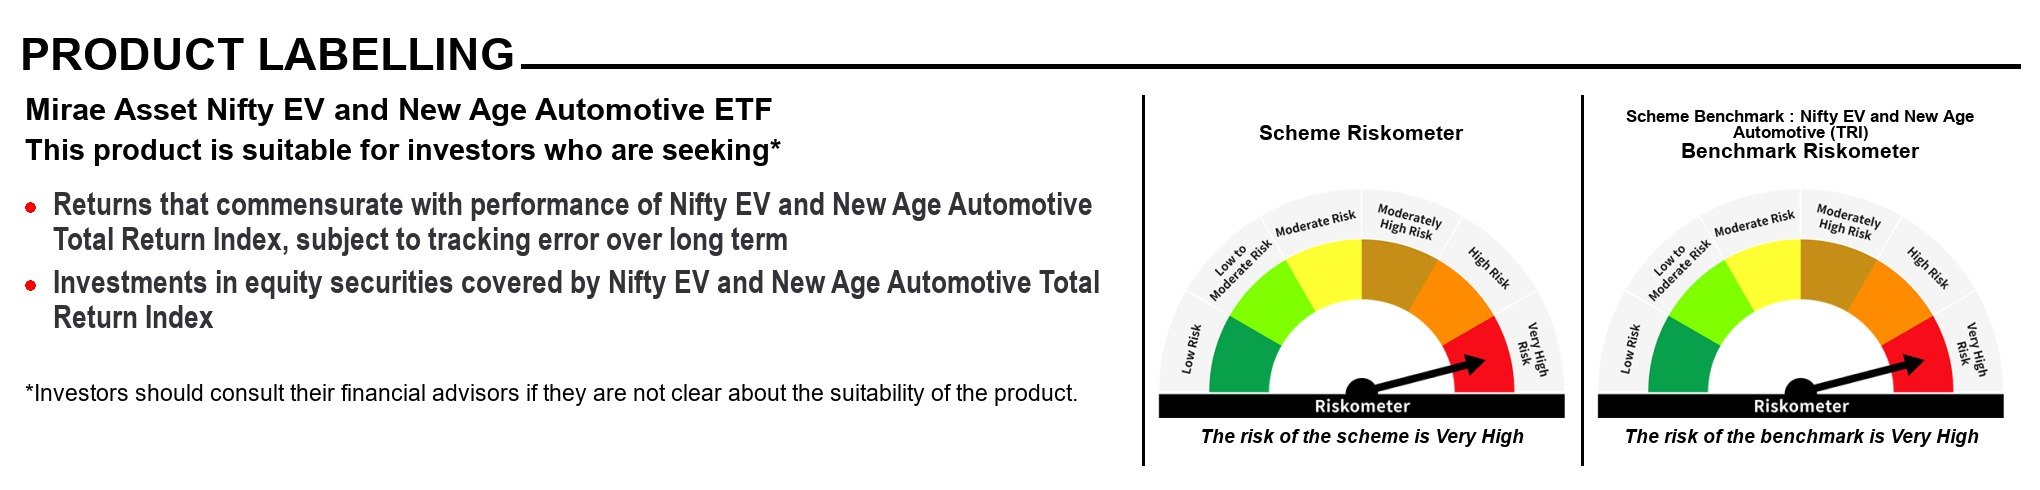 PRODUCT LABELLING
Mirae Asset Nifty EV and New Age Automotive ETF
This product is suitable for investors who are seeking*
Returns that commensurate with performance of Nifty EV and New Age Automotive
Total Return Index, subject to tracking error over long term
Investments in equity securities covered by Nifty EV and New Age Automotive Total
Return Index
*Investors should consult their financial advisors if they are not clear about the suitability of the product.
Scheme Riskometer
Low Risk
Low to
Moderate Risk
Moderate Risk
Moderately
High Risk
High Risk
Very High
Risk
Riskometer
The risk of the scheme is Very High
Scheme Benchmark : Nifty EV and New Age
Automotive (TRI)
Benchmark Riskometer
Low Risk
Low to
Moderate Risk
Moderate Risk
Moderately
High Risk
High Risk
Very High
Risk
Riskometer
The risk of the benchmark is Very High